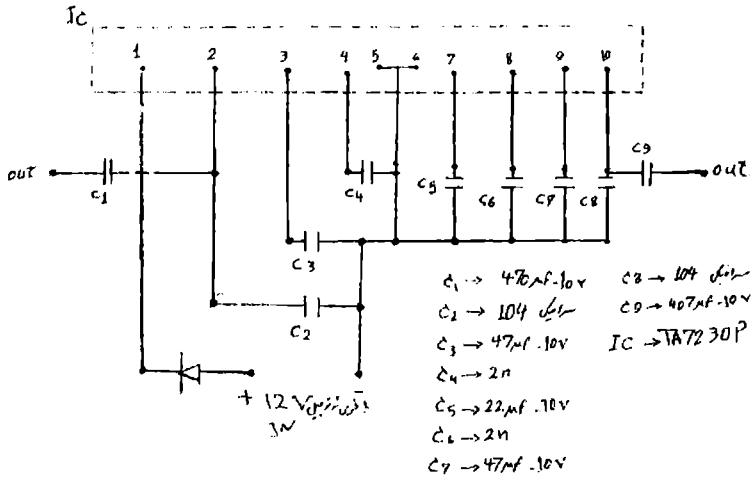 IC
1 2 3 4 5 6 7 8 9 10
out C1 C4 C5 C6 C7 C8 C9 out
C3
C2
C1 → 470µf.10v
C2 → 104
C3 → 47µf.10v
C4 → 2n
C5 → 22µf.10v
C6 → 2n
C7 → 47µf.10v
C8 → 104
C9 → 407µf.10v
IC → TA7230P
+ 12V
-